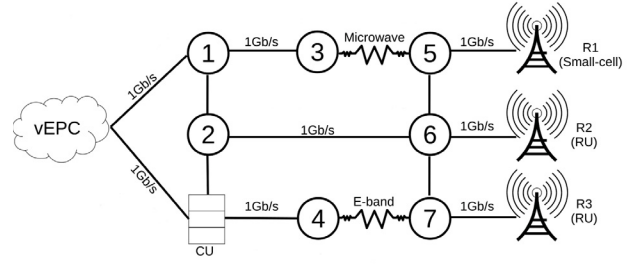 1Gb/s
1
1Gb/s
3
Microwave
5
1Gb/s
R1
(Small-cell)
vEPC
2
1Gb/s
6
1Gb/s
R2
(RU)
1Gb/s
CU
1Gb/s
4
E-band
7
1Gb/s
R3
(RU)